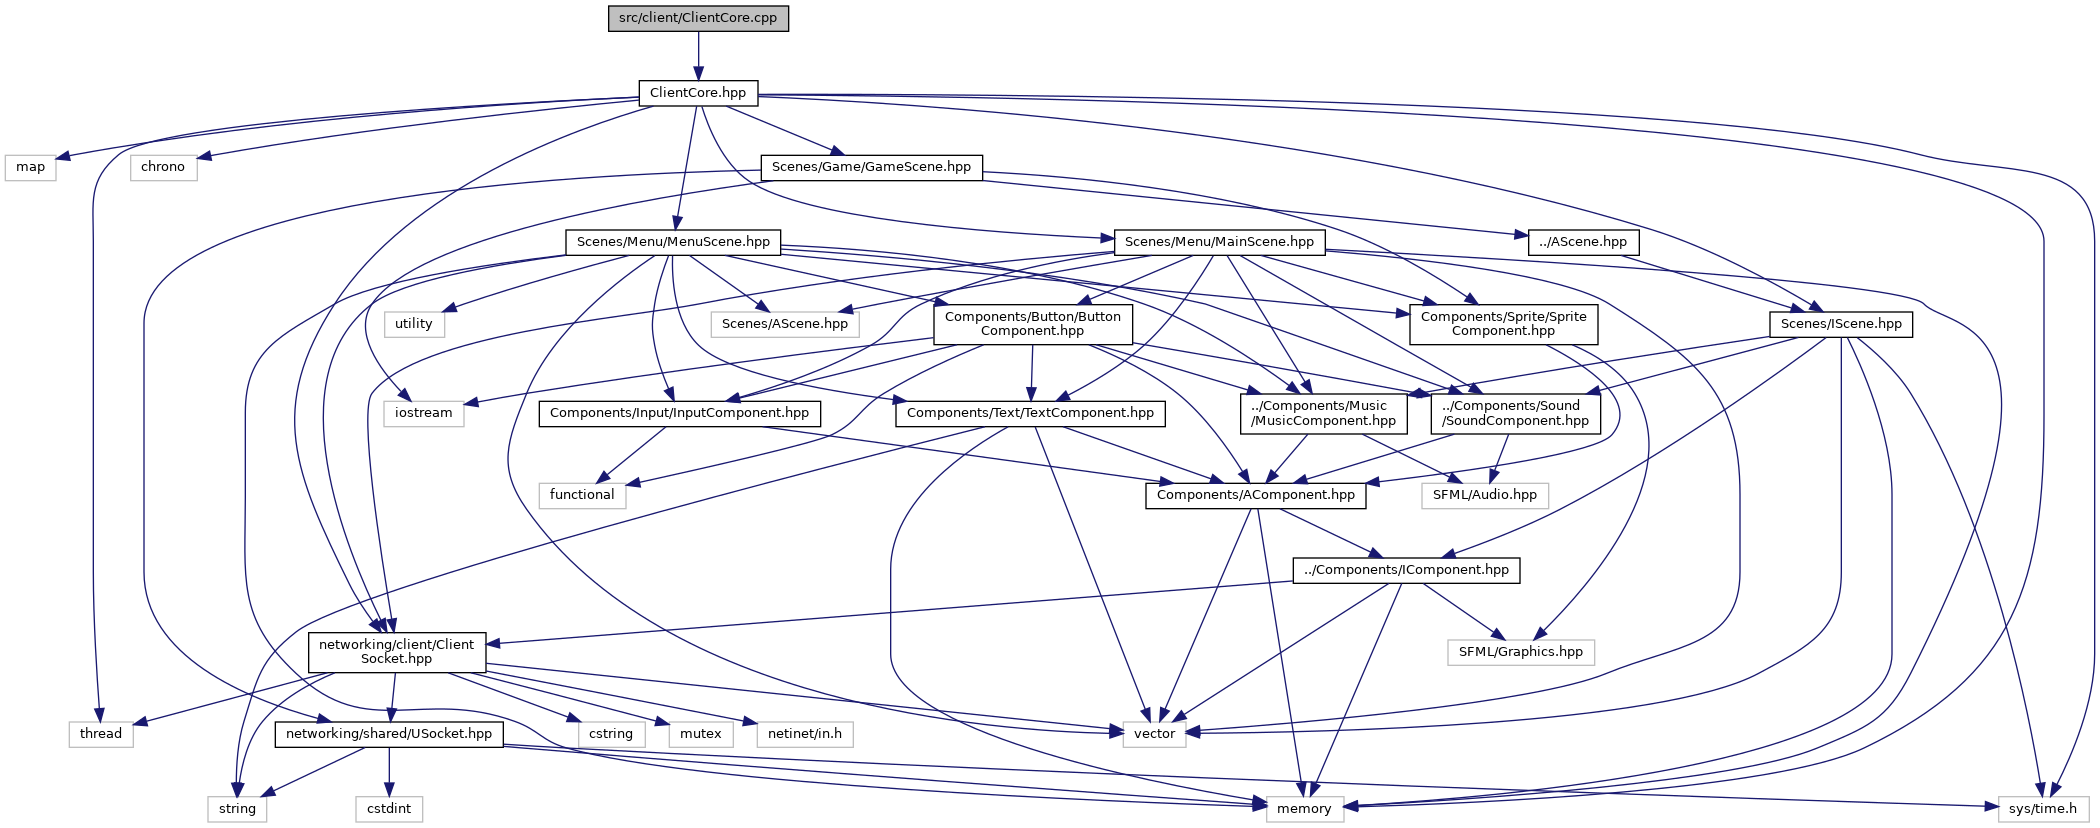 src/client/ClientCore.cpp
ClientCore.hpp
map
chrono
Scenes/Game/GameScene.hpp
Scenes/Menu/MenuScene.hpp
Scenes/Menu/MainScene.hpp
../AScene.hpp
utility
Scenes/AScene.hpp
Components/Button/Button
Component.hpp
Components/Sprite/Sprite
Component.hpp
Scenes/IScene.hpp
iostream
Components/Input/InputComponent.hpp
Components/Text/TextComponent.hpp
../Components/Music
/MusicComponent.hpp
../Components/Sound
/SoundComponent.hpp
functional
Components/AComponent.hpp
SFML/Audio.hpp
../Components/IComponent.hpp
networking/client/Client
Socket.hpp
SFML/Graphics.hpp
thread
networking/shared/USocket.hpp
cstring
mutex
netinet/in.h
vector
string
cstdint
memory
sys/time.h